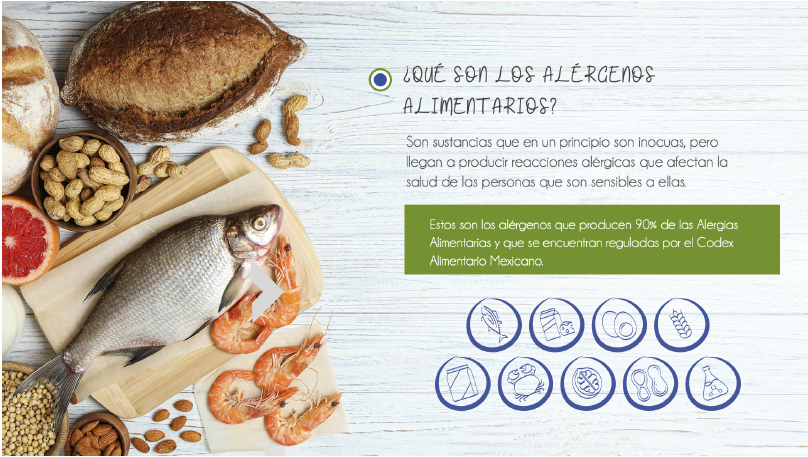 ¿QUÉ SON LOS ALÉRGENOS
ALIMENTARIOS?
Son sustancias que en un principio son inocuas, pero
llegan a producir reacciones alérgicas que afectan la
salud de las personas que son sensibles a ellas.
Estos son los alérgenos que producen 90% de las Alergias
Alimentarias y que se encuentran reguladas por el Codex
Alimentario Mexicano.